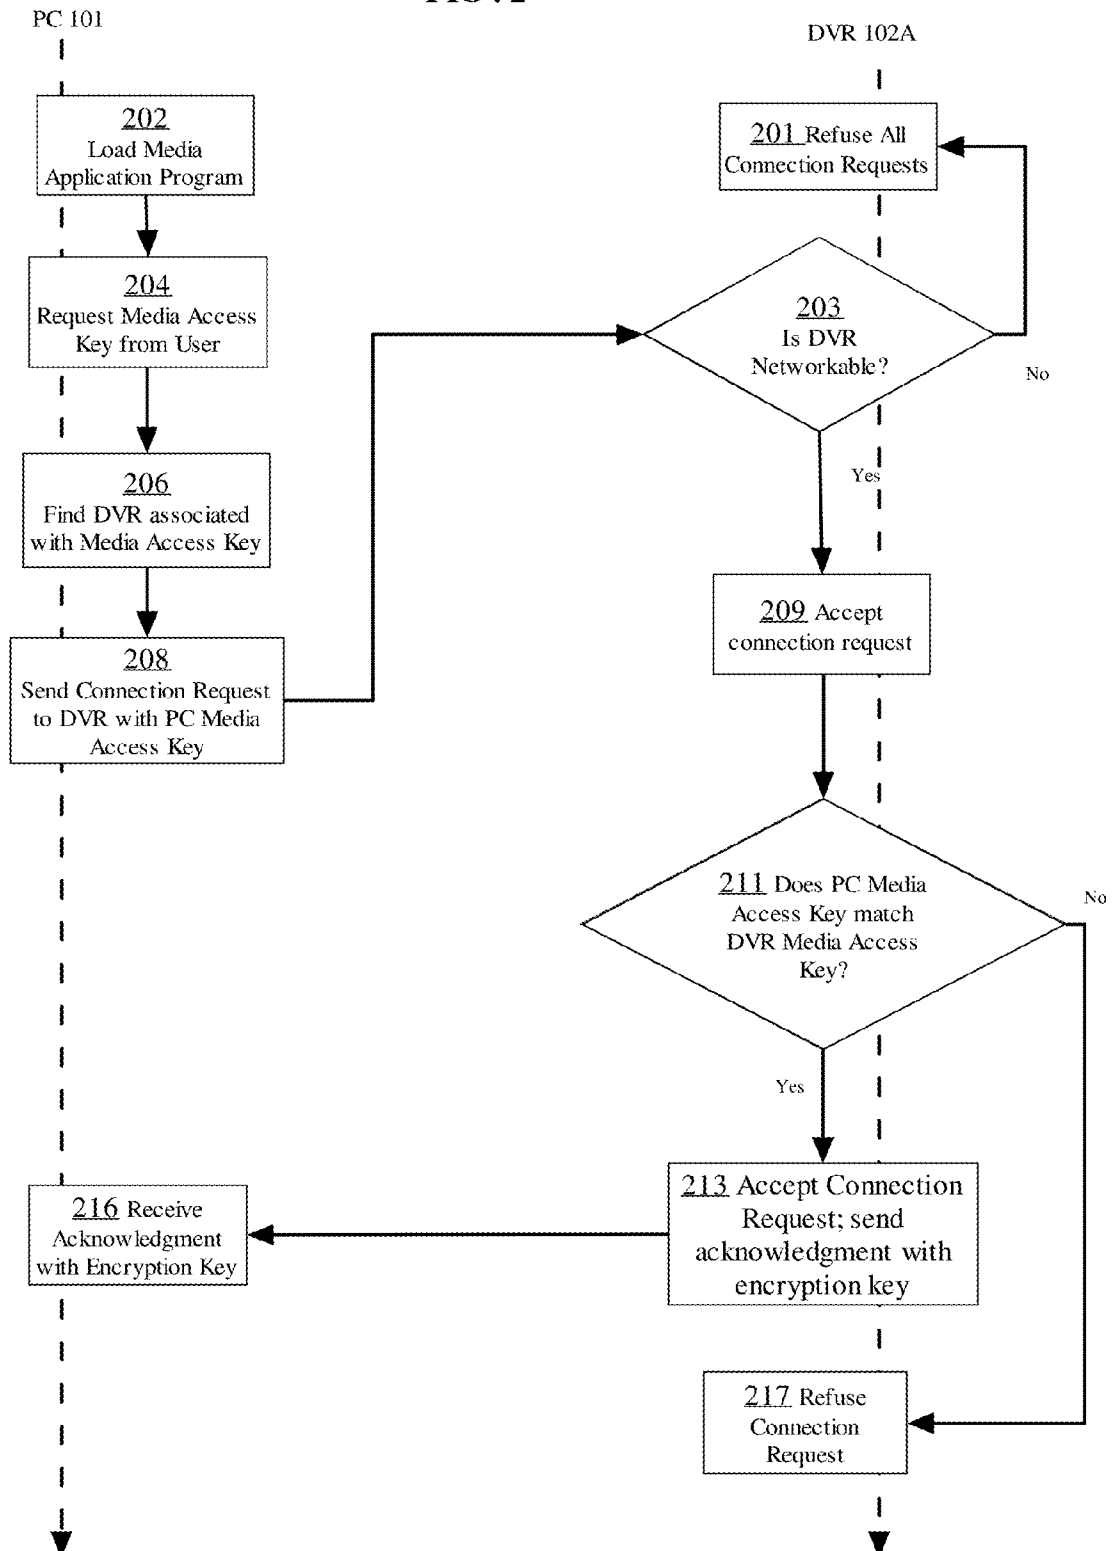 PC 101
DVR 102A
202
Load Media
Application Program
201 Refuse All
Connection Requests
204
Request Media Access
Key from User
203
Is DVR
Networkable?
No
Yes
206
Find DVR associated
with Media Access Key
209 Accept
connection request
208
Send Connection Request
to DVR with PC Media
Access Key
211 Does PC Media
Access Key match
DVR Media Access
Key?
No
Yes
213 Accept Connection
Request; send
acknowledgment with
encryption key
216 Receive
Acknowledgment
with Encryption Key
217 Refuse
Connection
Request